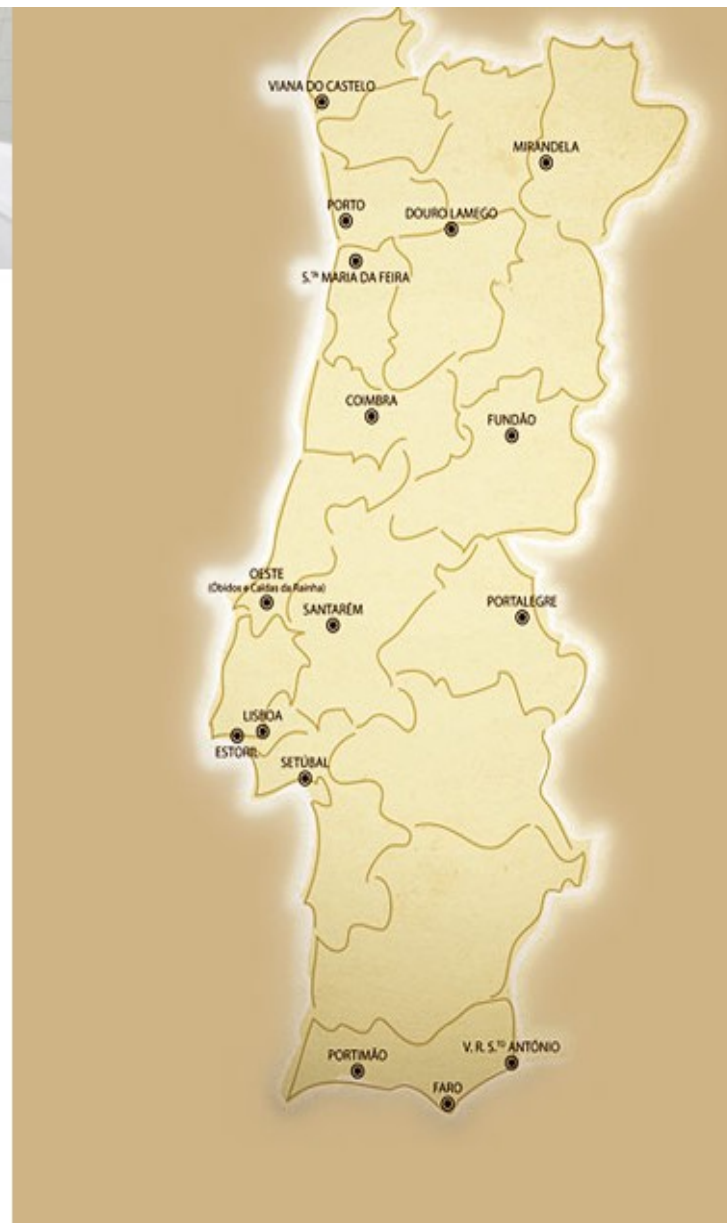 VIANA DO CASTELO
MIRANDELA
PORTO
DOURO LAMEGO
S.TA MARIA DA FEIRA
COIMBRA
FUNDÃO
OESTE
(Óbidos e Caldas da Rainha)
SANTARÉM
PORTALEGRE
LISBOA
ESTORIL
SETÚBAL
V. R. S.TO ANTÓNIO
PORTIMÃO
FARO